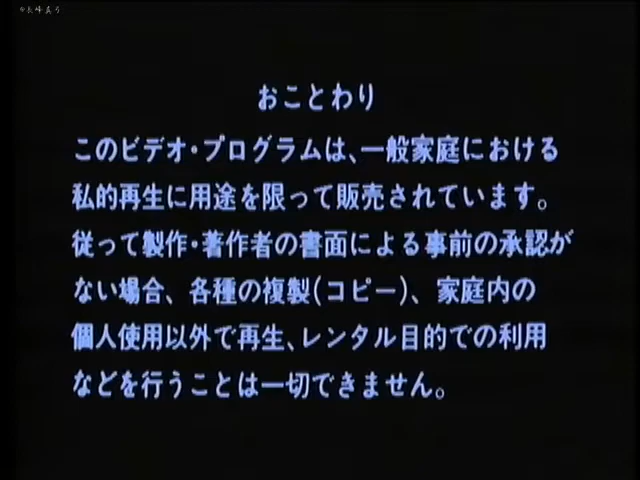 おことわり
このビデオ・プログラムは、一般家庭における
私的再生に用途を限って販売されています。
従って製作・著作者の書面による事前の承認が
ない場合、各種の複製(コピー)、家庭内の
個人使用以外で再生、レンタル目的での利用
などを行うことは一切できません。